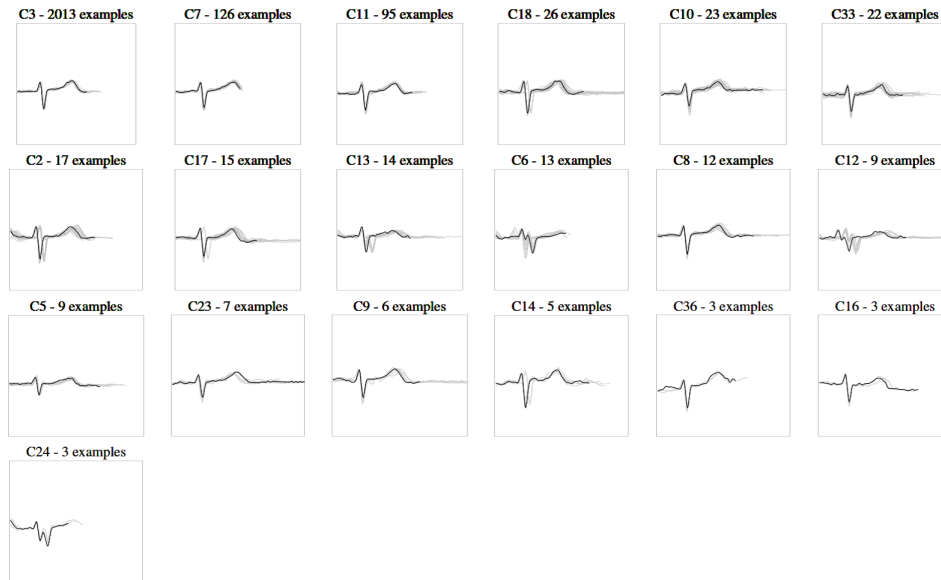 C3 - 2013 examples
C7 - 126 examples
C11 - 95 examples
C18 - 26 examples
C10 - 23 examples
C33 - 22 examples
C2 - 17 examples
C17 - 15 examples
C13 - 14 examples
C6 - 13 examples
C8 - 12 examples
C12 - 9 examples
C5 - 9 examples
C23 - 7 examples
C9 - 6 examples
C14 - 5 examples
C36 - 3 examples
C16 - 3 examples
C24 - 3 examples